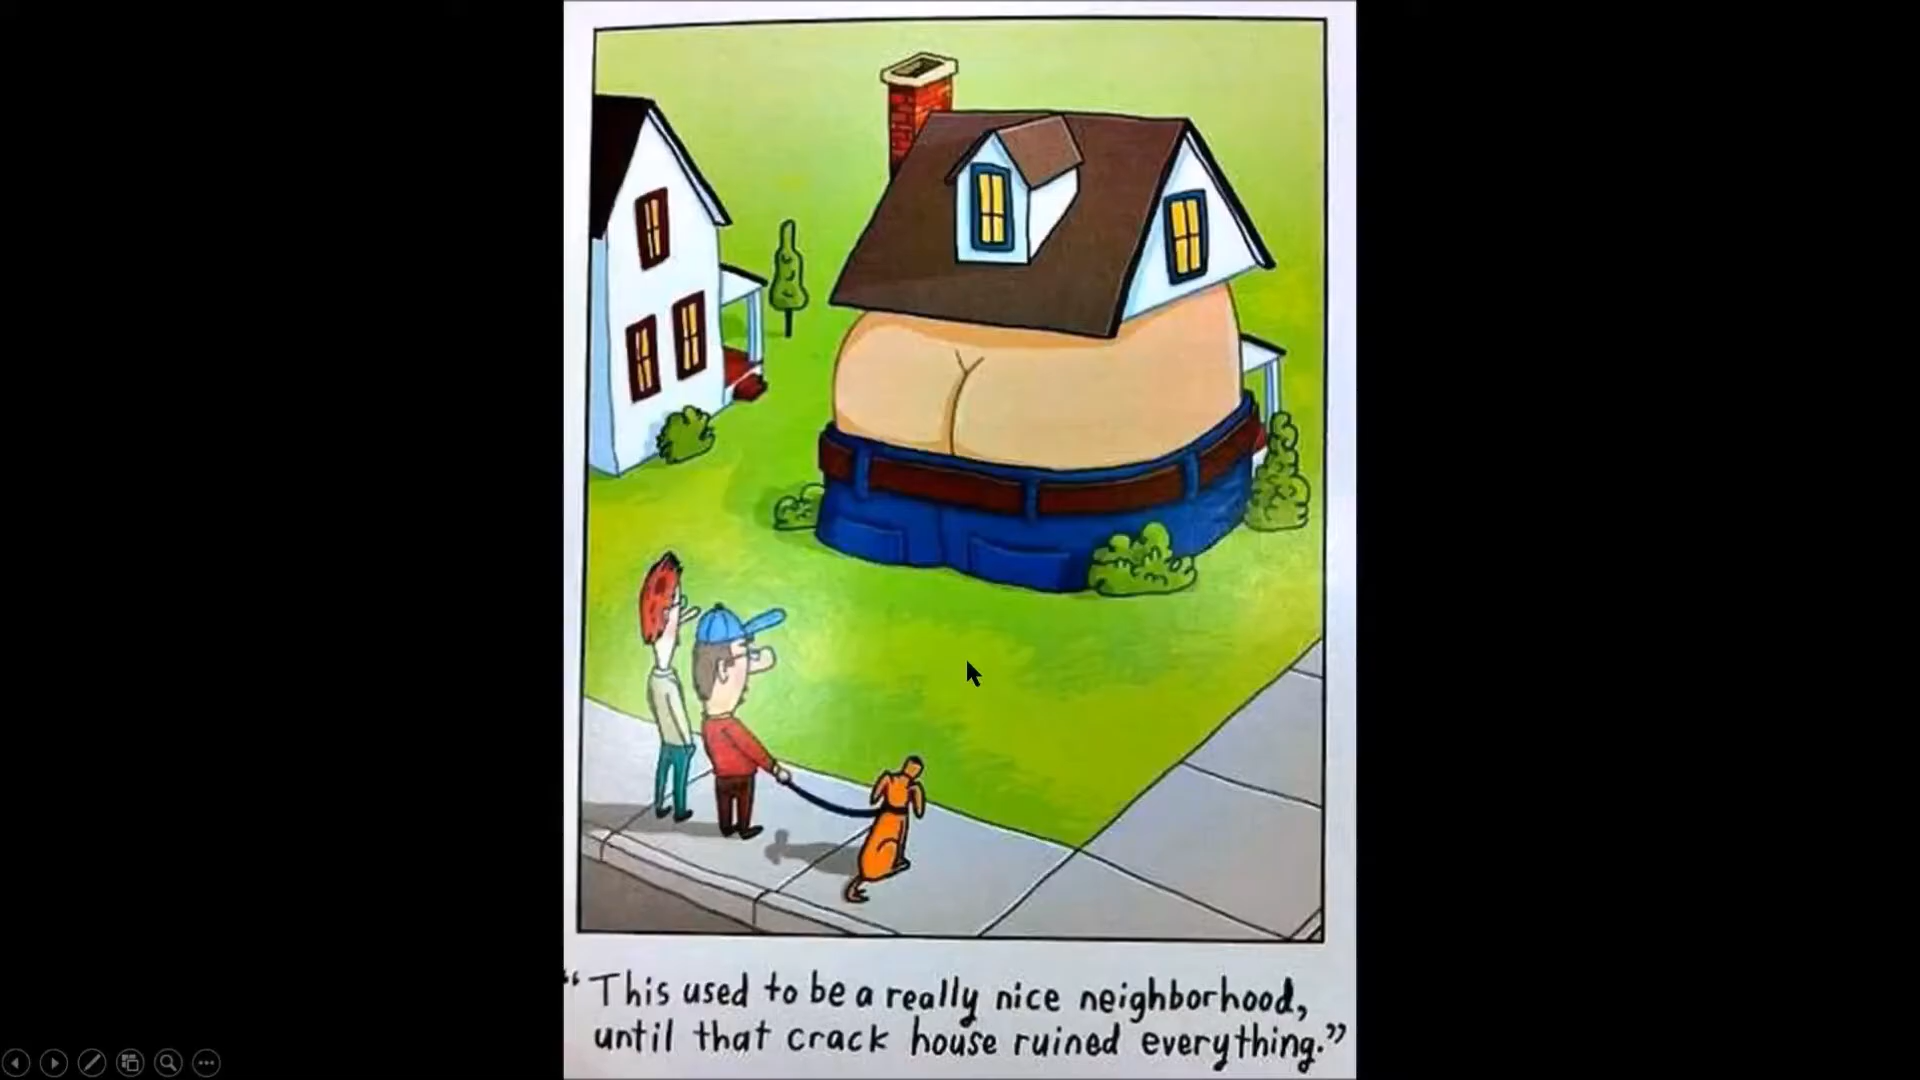 “This used to be a really nice neighborhood,
until that crack house ruined everything.”